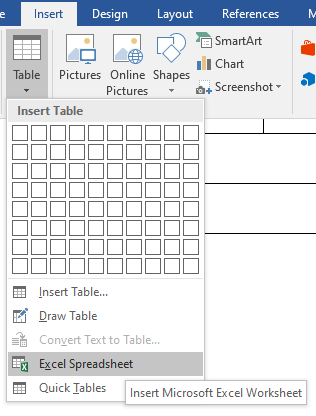 Insert Design Layout References
Table Pictures Online Pictures Shapes SmartArt
Chart
Screenshot
Insert Table
Insert Table...
Draw Table
Convert Text to Table...
Excel Spreadsheet
Quick Tables
Insert Microsoft Excel Worksheet